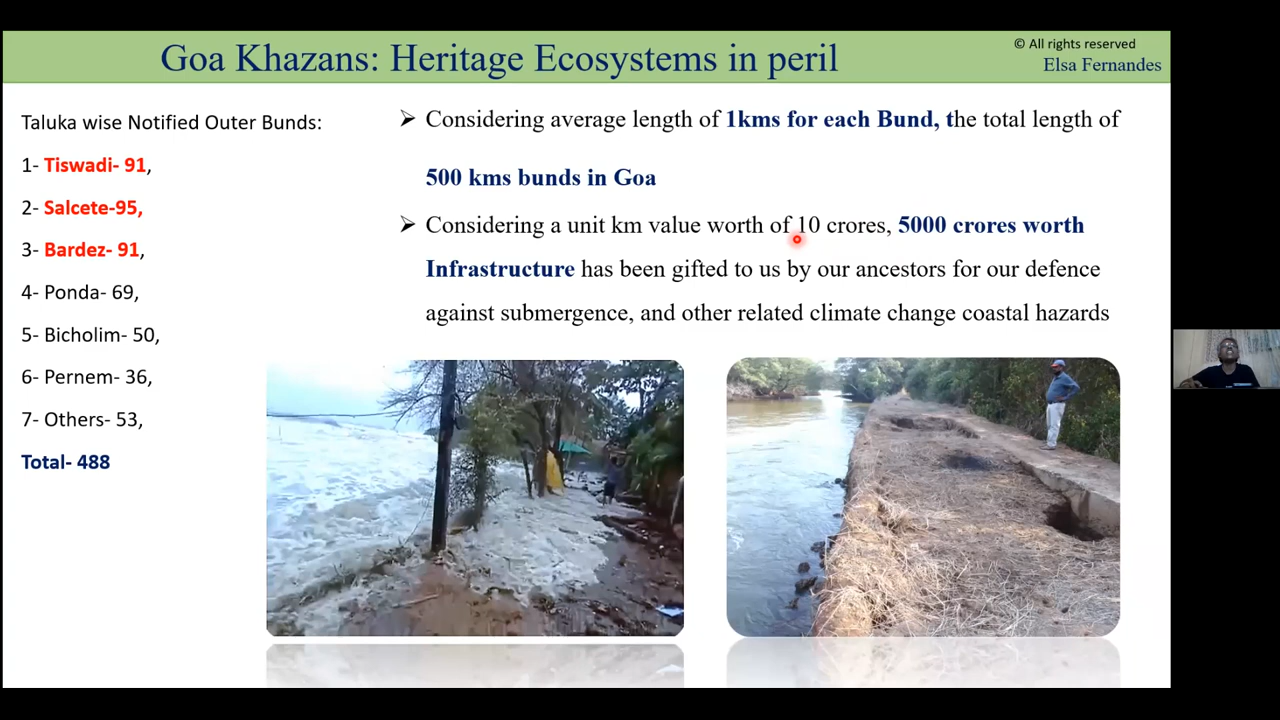 Goa Khazans: Heritage Ecosystems in peril
© All rights reserved
Elsa Fernandes
Taluka wise Notified Outer Bunds:
1- Tiswadi- 91,
2- Salcete-95,
3- Bardez- 91,
4- Ponda- 69,
5- Bicholim- 50,
6- Pernem- 36,
7- Others- 53,
Total- 488
➢ Considering average length of 1kms for each Bund, the total length of
500 kms bunds in Goa
➢ Considering a unit km value worth of 10 crores, 5000 crores worth
Infrastructure has been gifted to us by our ancestors for our defence
against submergence, and other related climate change coastal hazards